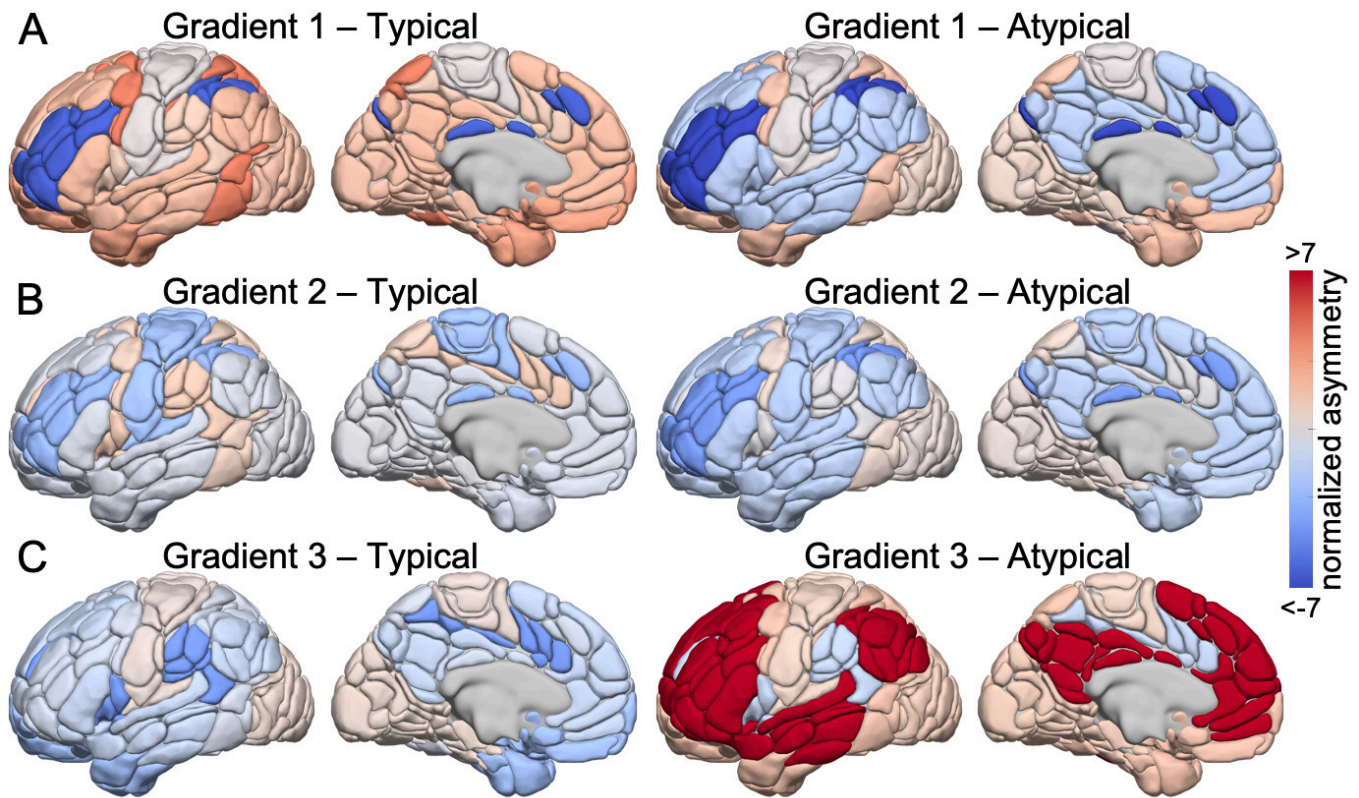 A
Gradient 1 – Typical
Gradient 1 – Atypical
B
Gradient 2 – Typical
Gradient 2 – Atypical
>7
normalized asymmetry
<-7
C
Gradient 3 – Typical
Gradient 3 – Atypical